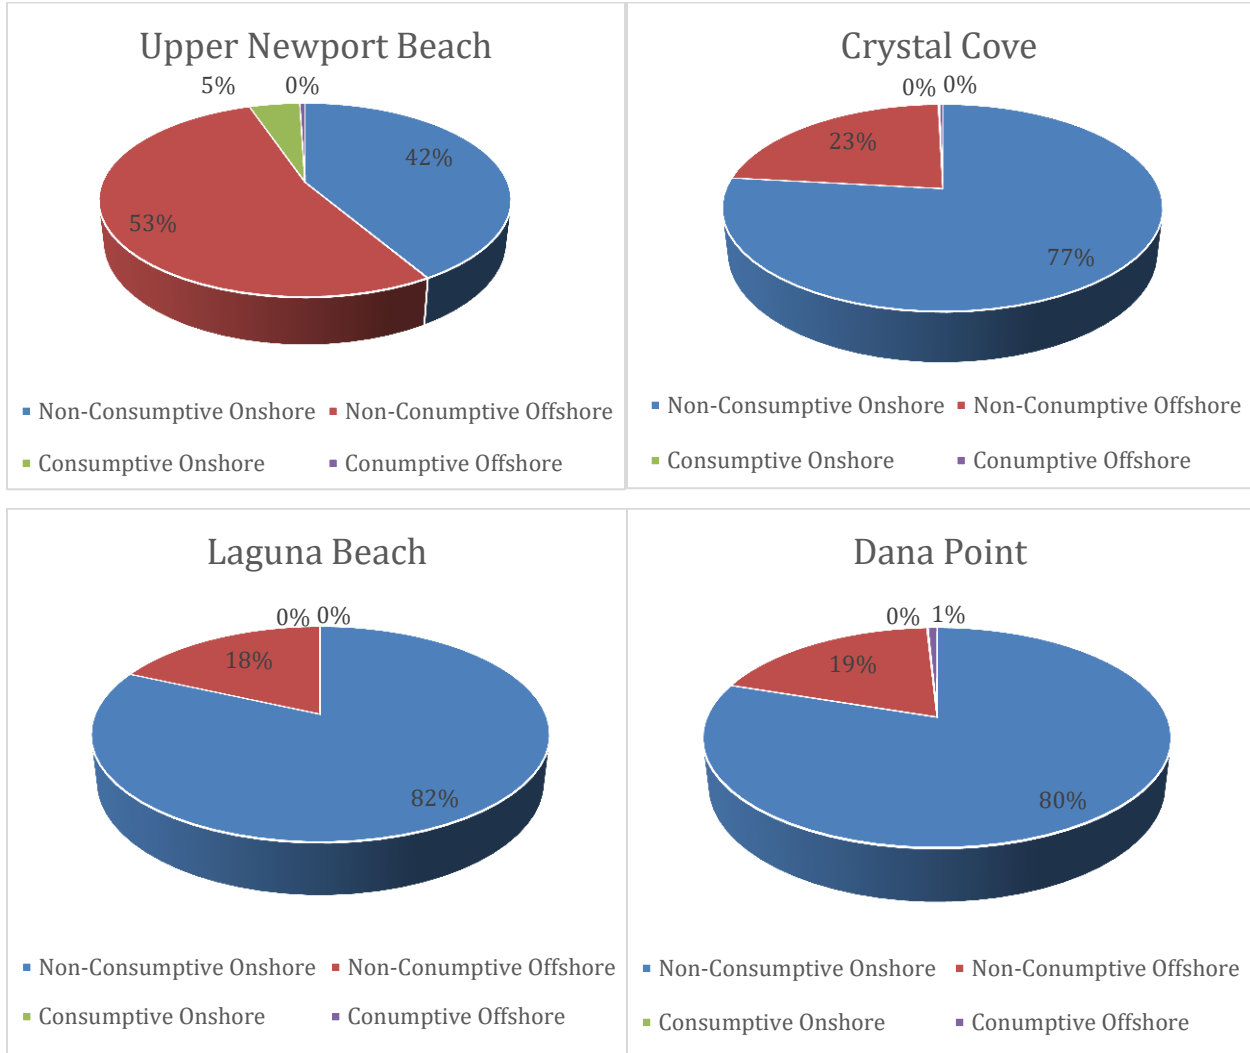 Upper Newport Beach
5% 0%
42%
53%
Non-Consumptive Onshore Non-Conumptive Offshore
Consumptive Onshore Conumptive Offshore
Crystal Cove
0% 0%
23%
77%
Non-Consumptive Onshore Non-Conumptive Offshore
Consumptive Onshore Conumptive Offshore
Laguna Beach
0% 0%
18%
82%
Non-Consumptive Onshore Non-Conumptive Offshore
Consumptive Onshore Conumptive Offshore
Dana Point
0% 1%
19%
80%
Non-Consumptive Onshore Non-Conumptive Offshore
Consumptive Onshore Conumptive Offshore